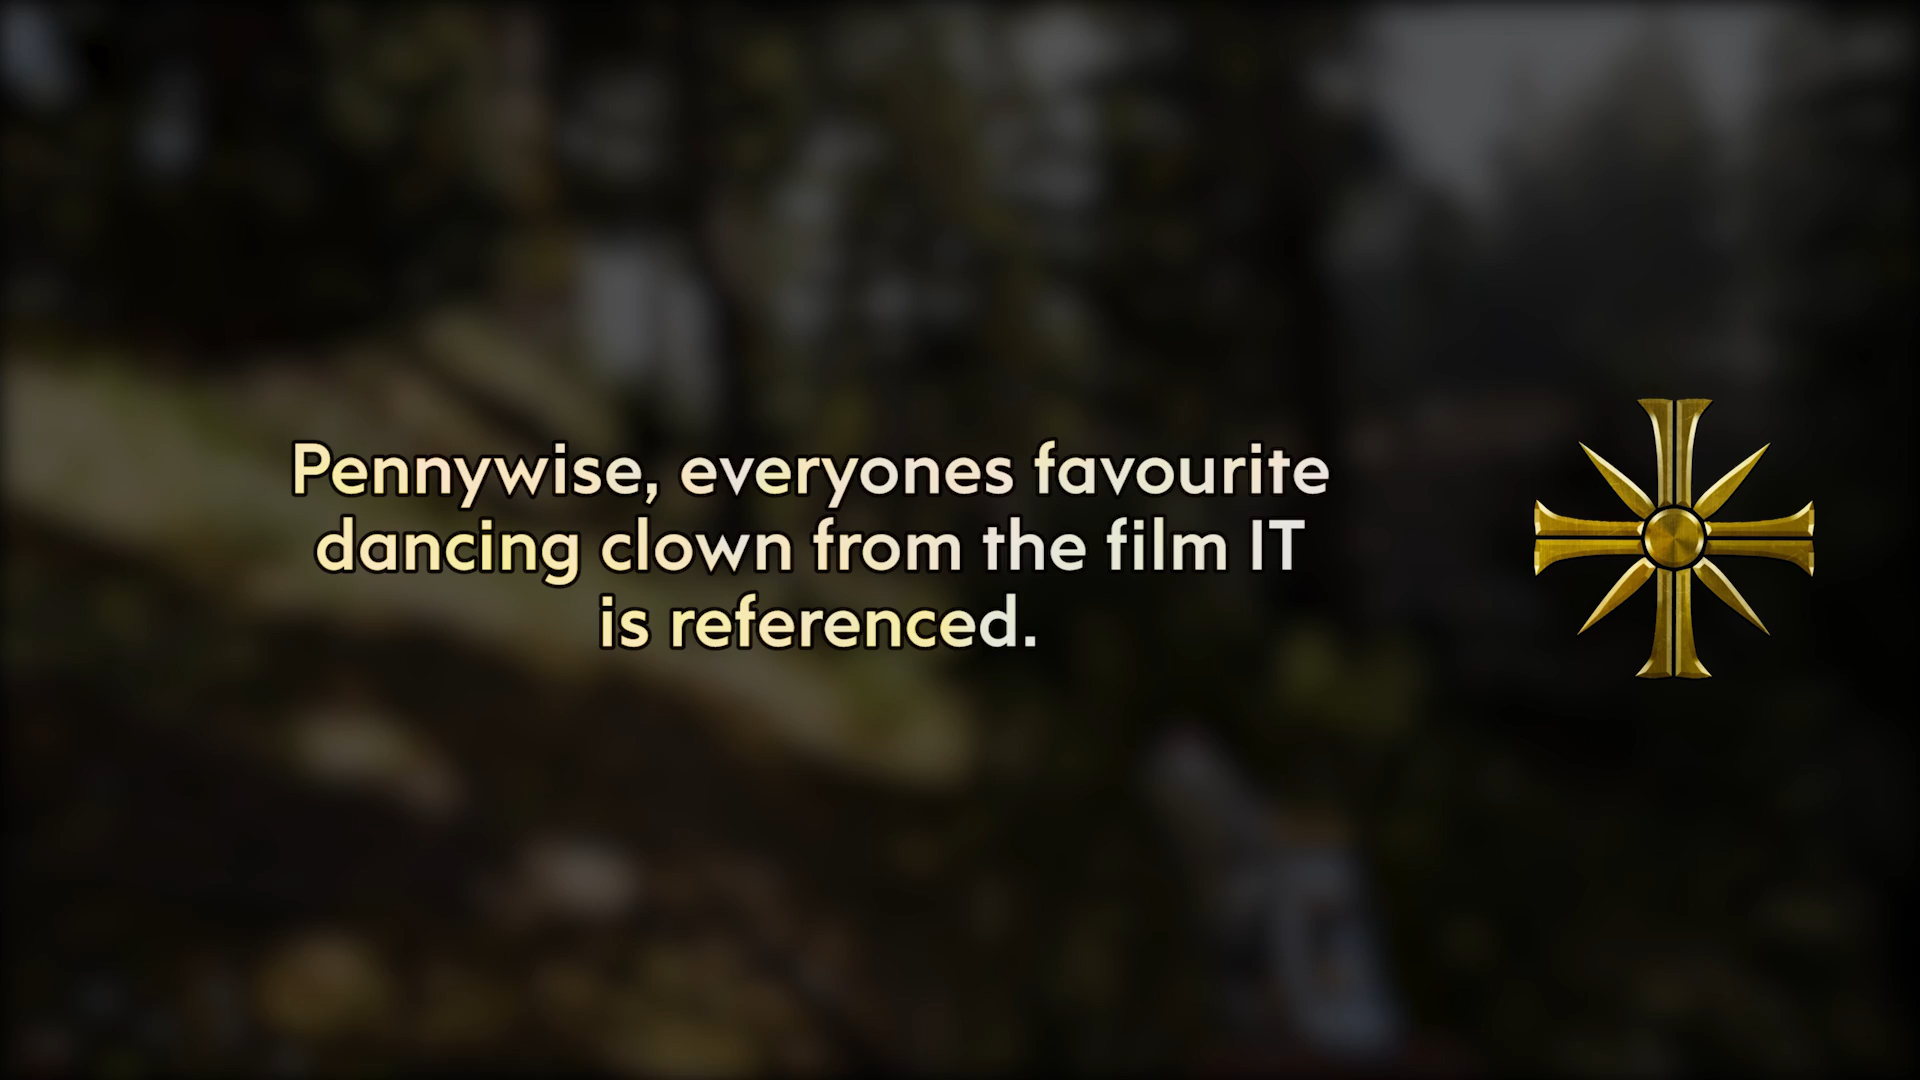 Pennywise, everyones favourite
dancing clown from the film IT
is referenced.